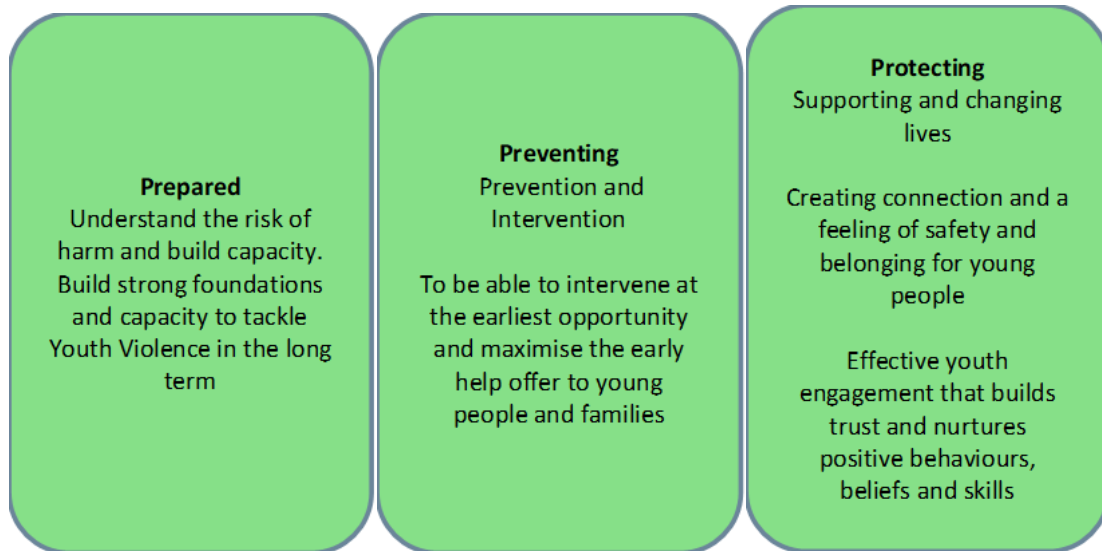 Prepared
Understand the risk of
harm and build capacity.
Build strong foundations
and capacity to tackle
Youth Violence in the long
term
Preventing
Prevention and
Intervention
To be able to intervene at
the earliest opportunity
and maximise the early
help offer to young
people and families
Protecting
Supporting and changing
lives
Creating connection and a
feeling of safety and
belonging for young
people
Effective youth
engagement that builds
trust and nurtures
positive behaviours,
beliefs and skills